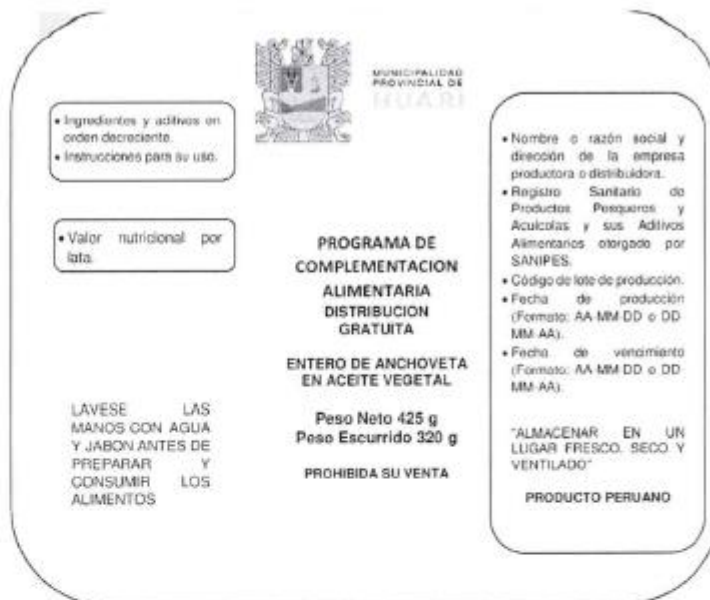 MUNICIPALIDAD
PROVINCIAL DE
HUARI
• Ingredientes y aditivos en
orden decreciente.
• Instrucciones para su uso.
• Valor nutricional por
lata.
LAVESE LAS
MANOS CON AGUA
Y JABON ANTES DE
PREPARAR Y
CONSUMIR LOS
ALIMENTOS
PROGRAMA DE
COMPLEMENTACION
ALIMENTARIA
DISTRIBUCION
GRATUITA
ENTERO DE ANCHOVETA
EN ACEITE VEGETAL
Peso Neto 425 g
Peso Escurrido 320 g
PROHIBIDA SU VENTA
• Nombre o razón social y
dirección de la empresa
productora o distribuidora.
• Registro Sanitario de
Productos Pesqueros y
Acuícolas y sus Aditivos
Alimentarios otorgado por
SANIPES.
• Código de lote de producción.
• Fecha de producción
(Formato: AA-MM-DD o DD-
MM-AA).
• Fecha de vencimiento
(Formato: AA-MM-DD o DD-
MM-AA).
"ALMACENAR EN UN
LUGAR FRESCO, SECO Y
VENTILADO"
PRODUCTO PERUANO